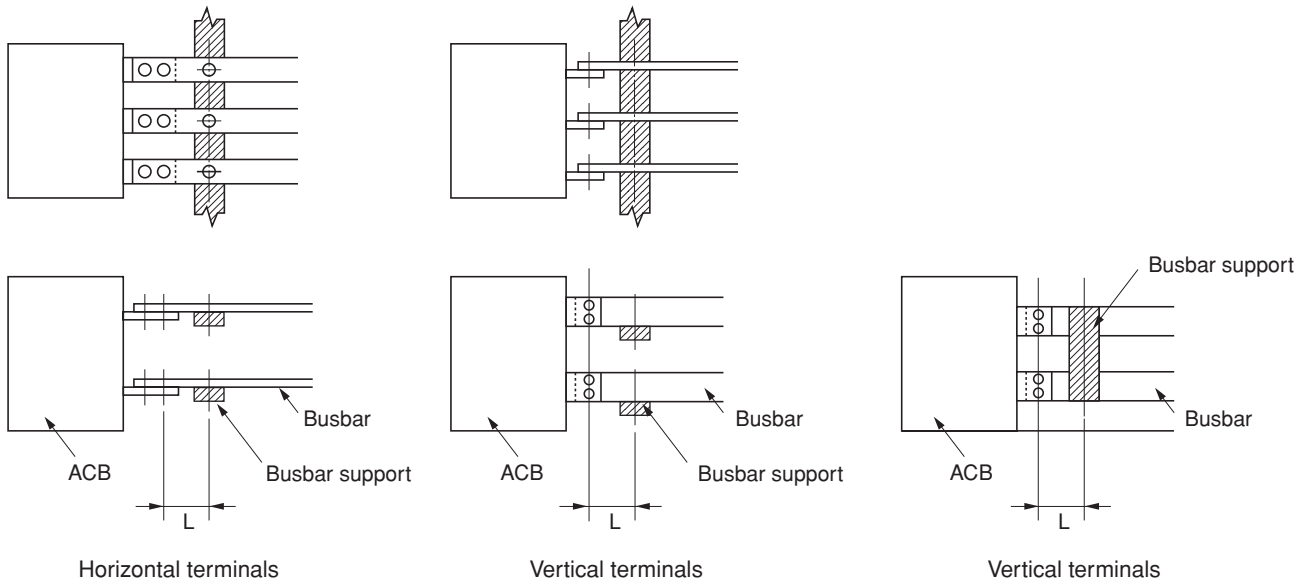 Busbar support
Busbar
ACB
Busbar support
L
Horizontal terminals
Busbar
ACB
Busbar support
L
Vertical terminals
Busbar
ACB
L
Vertical terminals